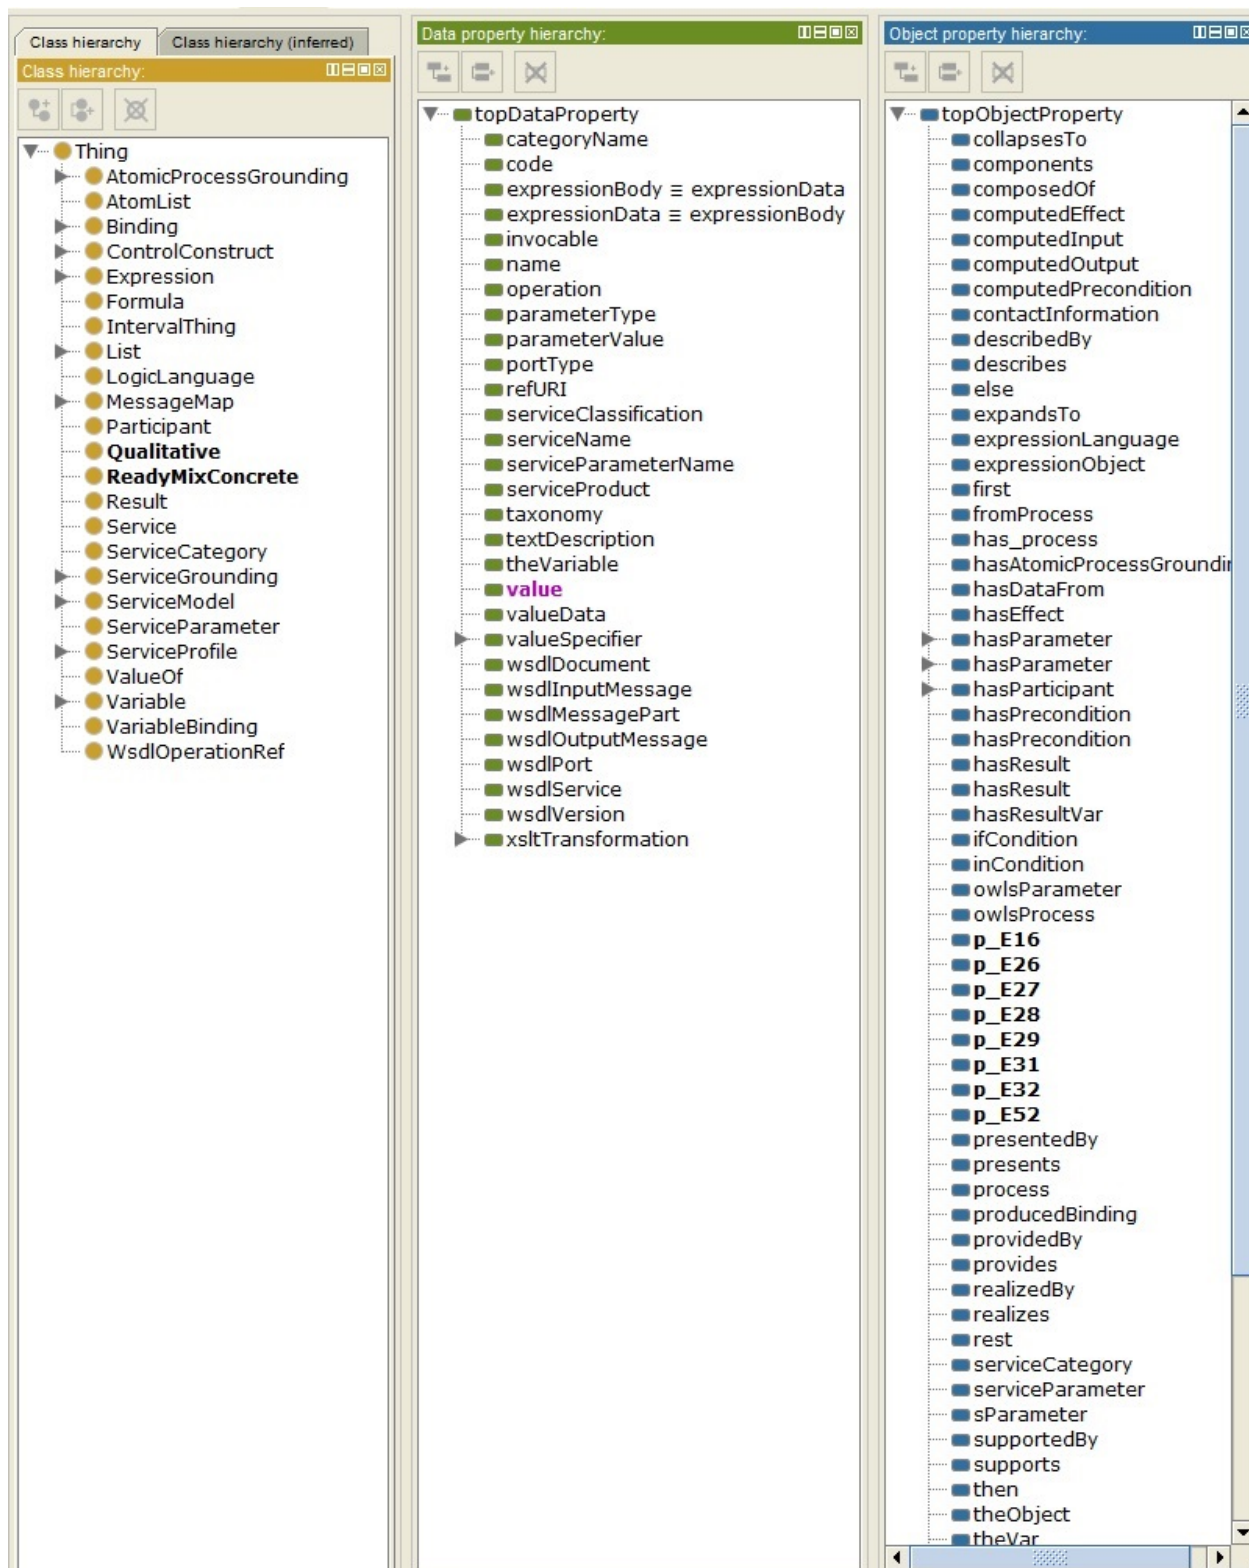 Class hierarchy
Class hierarchy (inferred)
Class hierarchy:
Thing
AtomicProcessGrounding
AtomList
Binding
ControlConstruct
Expression
Formula
IntervalThing
List
LogicLanguage
MessageMap
Participant
Qualitative
ReadyMixConcrete
Result
Service
ServiceCategory
ServiceGrounding
ServiceModel
ServiceParameter
ServiceProfile
ValueOf
Variable
VariableBinding
WsdlOperationRef
Data property hierarchy:
topDataProperty
categoryName
code
expressionBody ≡ expressionData
expressionData ≡ expressionBody
invocable
name
operation
parameterType
parameterValue
portType
refURI
serviceClassification
serviceName
serviceParameterName
serviceProduct
taxonomy
textDescription
theVariable
value
valueData
valueSpecifier
wsdlDocument
wsdlInputMessage
wsdlMessagePart
wsdlOutputMessage
wsdlPort
wsdlService
wsdlVersion
xsltTransformation
Object property hierarchy:
topObjectProperty
collapsesTo
components
composedOf
computedEffect
computedInput
computedOutput
computedPrecondition
contactInformation
describedBy
describes
else
expandsTo
expressionLanguage
expressionObject
first
fromProcess
has_process
hasAtomicProcessGroundin
hasDataFrom
hasEffect
hasParameter
hasParameter
hasParticipant
hasPrecondition
hasPrecondition
hasResult
hasResult
hasResultVar
ifCondition
inCondition
owlsParameter
owlsProcess
p_E16
p_E26
p_E27
p_E28
p_E29
p_E31
p_E32
p_E52
presentedBy
presents
process
producedBinding
providedBy
provides
realizedBy
realizes
rest
serviceCategory
serviceParameter
sParameter
supportedBy
supports
then
theObject
theVar